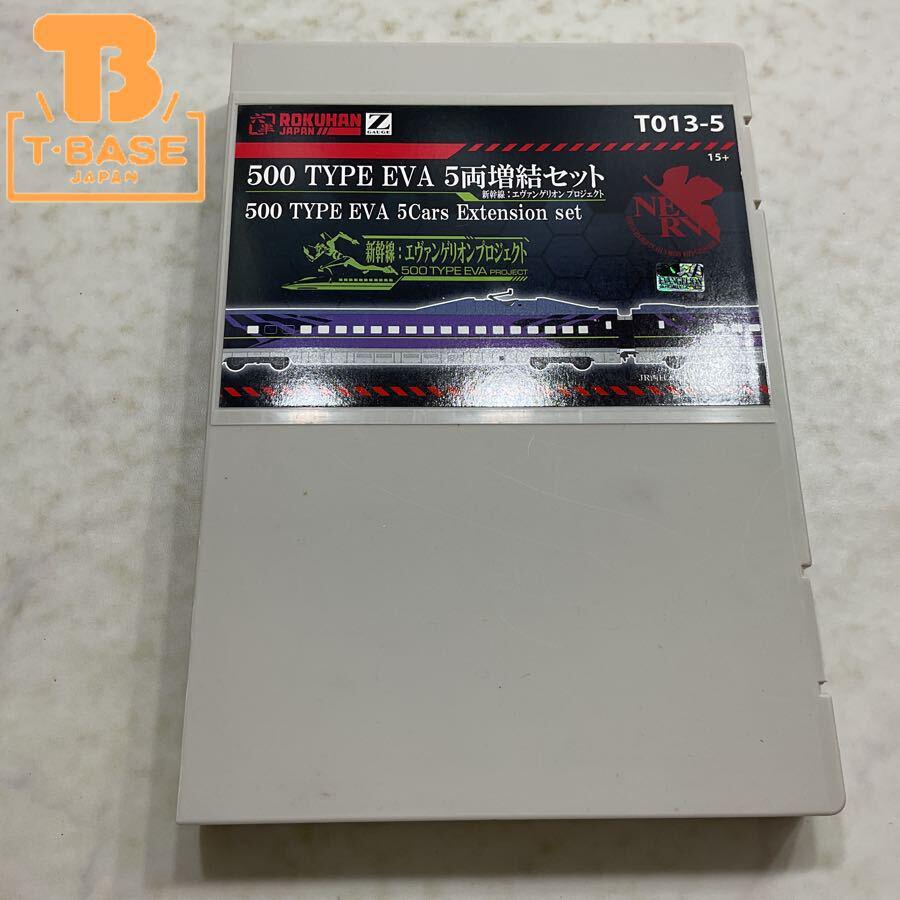 B
T・BASE
JAPAN
六半
ROKUHAN
JAPAN
Z
GAUGE
T013-5
15+
500 TYPE EVA 5両増結セット
新幹線:エヴァンゲリオン プロジェクト
500 TYPE EVA 5Cars Extension set
NERV
新幹線:エヴァンゲリオンプロジェクト
500 TYPE EVA PROJECT